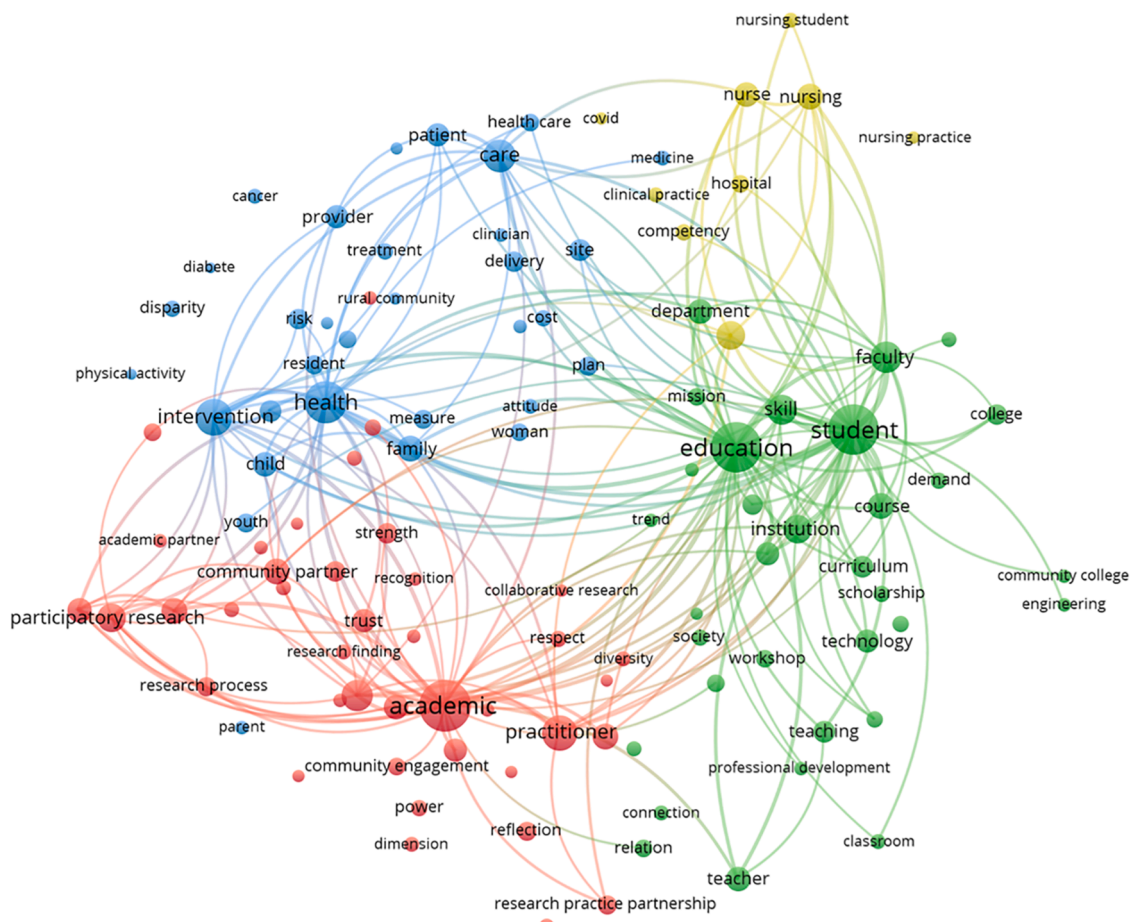 nursing student
nurse
nursing
health care
covid
patient
nursing practice
care
medicine
cancer
clinical practice
hospital
provider
competency
clinician
treatment
site
delivery
diabete
rural community
disparity
department
risk
cost
faculty
resident
plan
physical activity
mission
health
attitude
skill
college
intervention
measure
woman
student
family
education
child
demand
course
youth
trend
institution
strength
academic partner
curriculum
community partner
recognition
community college
collaborative research
scholarship
engineering
participatory research
trust
respect
society
technology
research finding
diversity
workshop
research process
academic
parent
practitioner
teaching
community engagement
professional development
power
connection
reflection
dimension
relation
classroom
teacher
research practice partnership